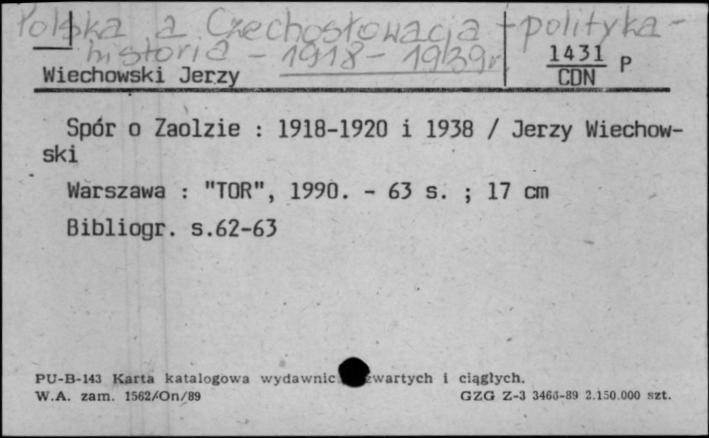 Polska a Czechosłowacja - polityka -
historia - 1918 - 1939 r.
1431 P
CDN
Wiechowski Jerzy
Spór o Zaolzie : 1918-1920 i 1938 / Jerzy Wiechow-
ski
Warszawa : "TOR", 1990. - 63 s. ; 17 cm
Bibliogr. s.62-63
PU-B-143 Karta katalogowa wydawnic wartych i ciągłych.
W.A. zam. 1562/On/89 GZG Z-3 3466-89 2.150.000 szt.